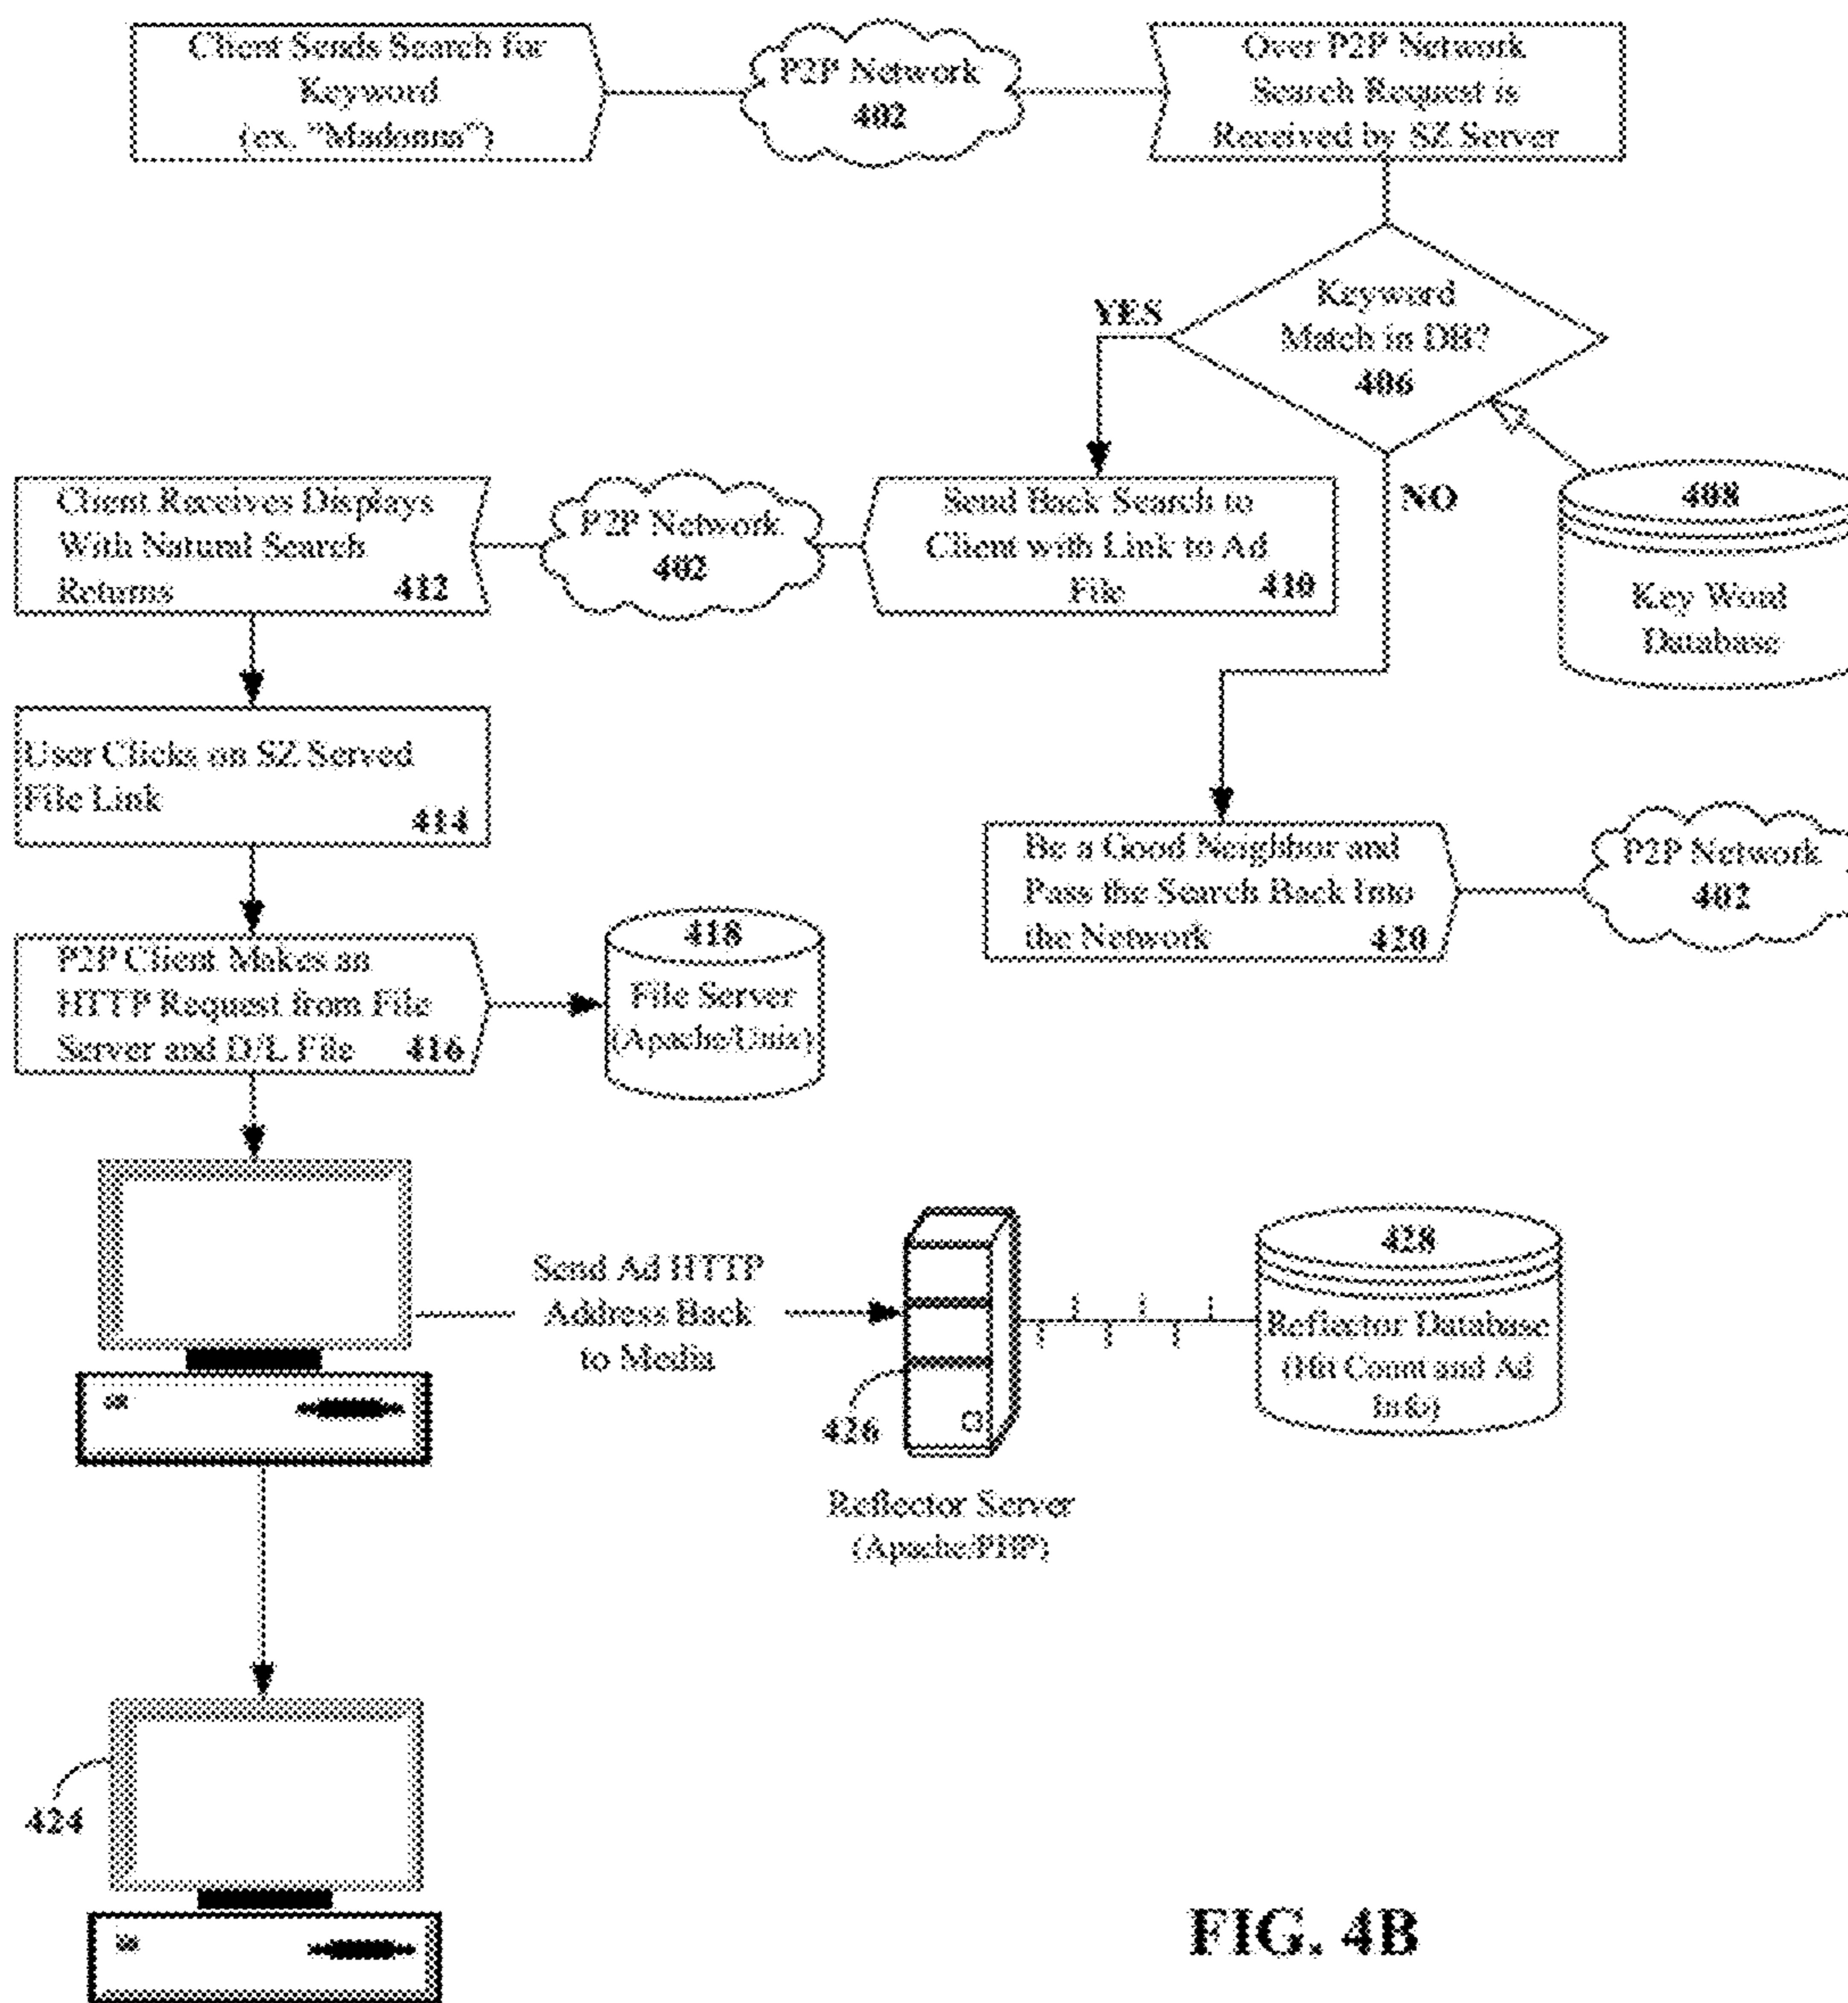 Client Sends Search for
Keyword
(ex. "Madonna")
P2P Network
402
Over P2P Network
Search Request is
Received by SZ Server
Keyword
Match in DB?
406
YES
NO
408
Key Word
Database
Send Back Search to
Client with Link to Ad
File 410
P2P Network
402
Client Receives Displays
With Natural Search
Returns 412
User Clicks on SZ Served
File Link
414
Be a Good Neighbor and
Pass the Search Back Into
the Network 420
P2P Network
402
P2P Client Makes an
HTTP Request from File
Server and D/L File 416
418
File Server
(Apache/Unix)
Send Ad HTTP
Address Back
to Media
426
Reflector Server
(Apache/PHP)
428
Reflector Database
(Hit Count and Ad
Info)
424
FIG. 4B